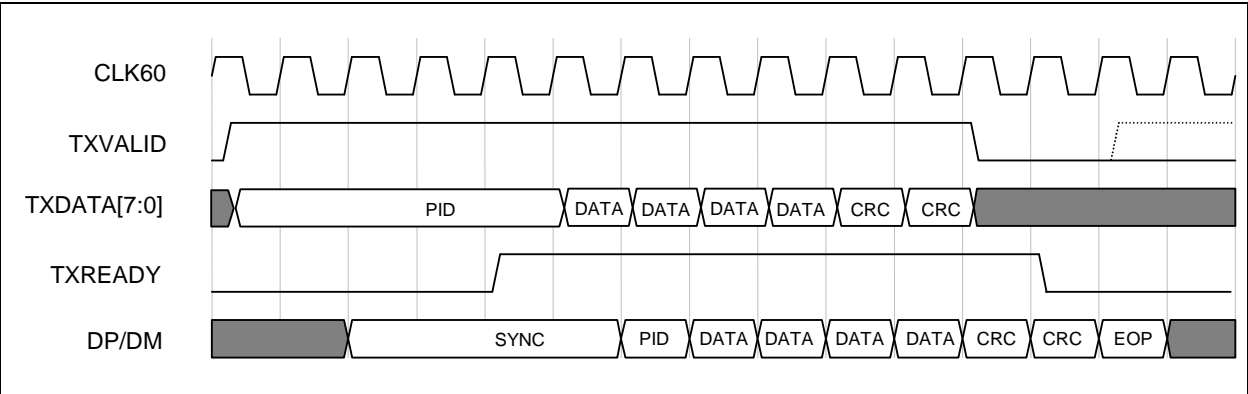 CLK60
TXVALID
TXDATA[7:0] PID DATA DATA DATA DATA CRC CRC
TXREADY
DP/DM SYNC PID DATA DATA DATA DATA CRC CRC EOP